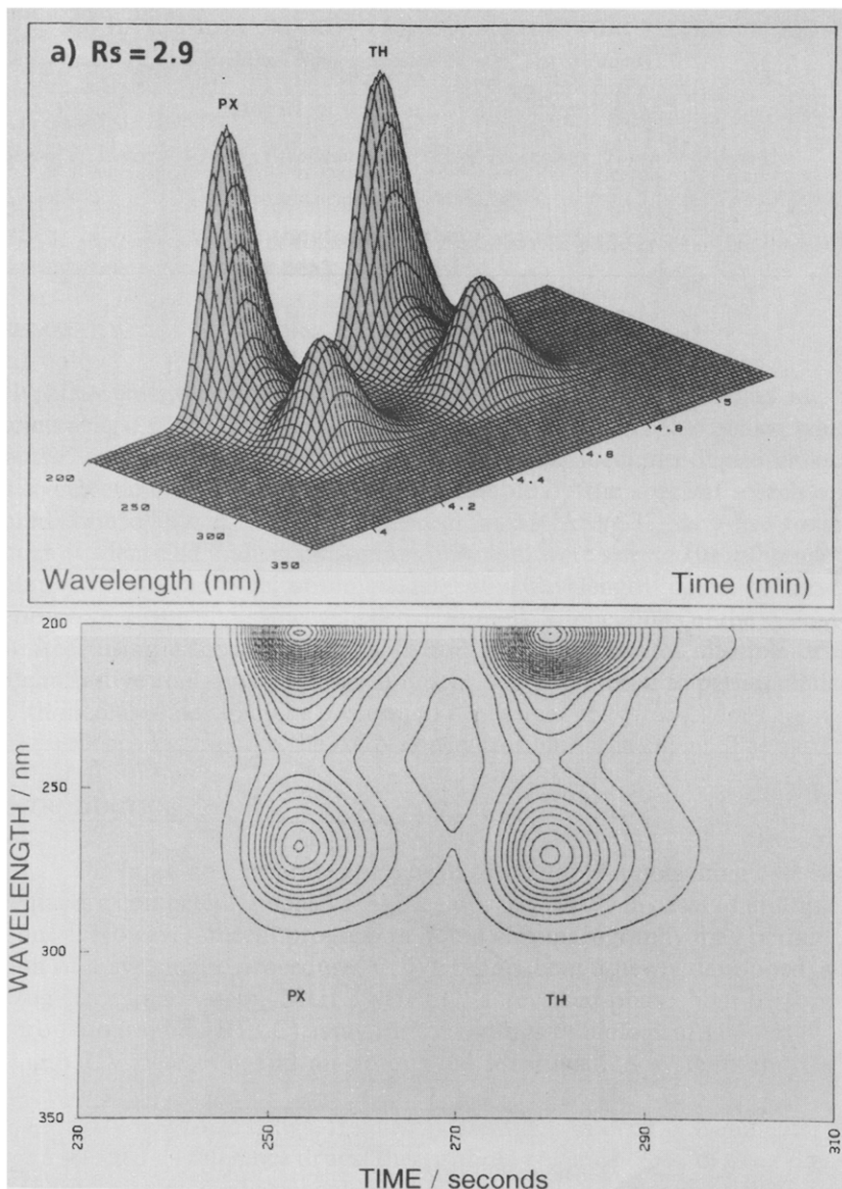 a) Rs = 2.9
PX
TH
200
250
300
350
4
4.2
4.4
4.6
4.8
5
Wavelength (nm)
Time (min)
WAVELENGTH / nm
200
250
300
350
PX
TH
230
250
270
290
310
TIME / seconds